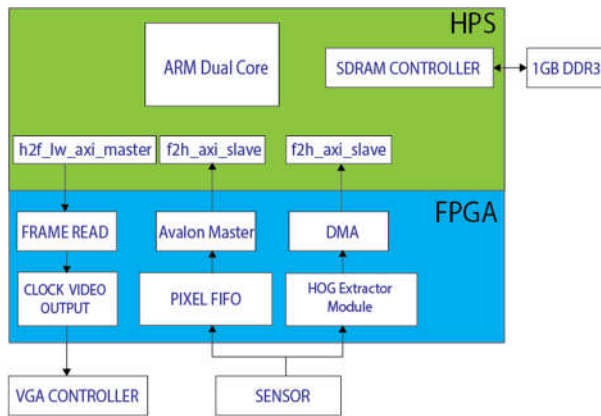 HPS
ARM Dual Core
SDRAM CONTROLLER
1GB DDR3
h2f_lw_axi_master
f2h_axi_slave
f2h_axi_slave
FPGA
FRAME READ
Avalon Master
DMA
CLOCK VIDEO
OUTPUT
PIXEL FIFO
HOG Extractor
Module
VGA CONTROLLER
SENSOR